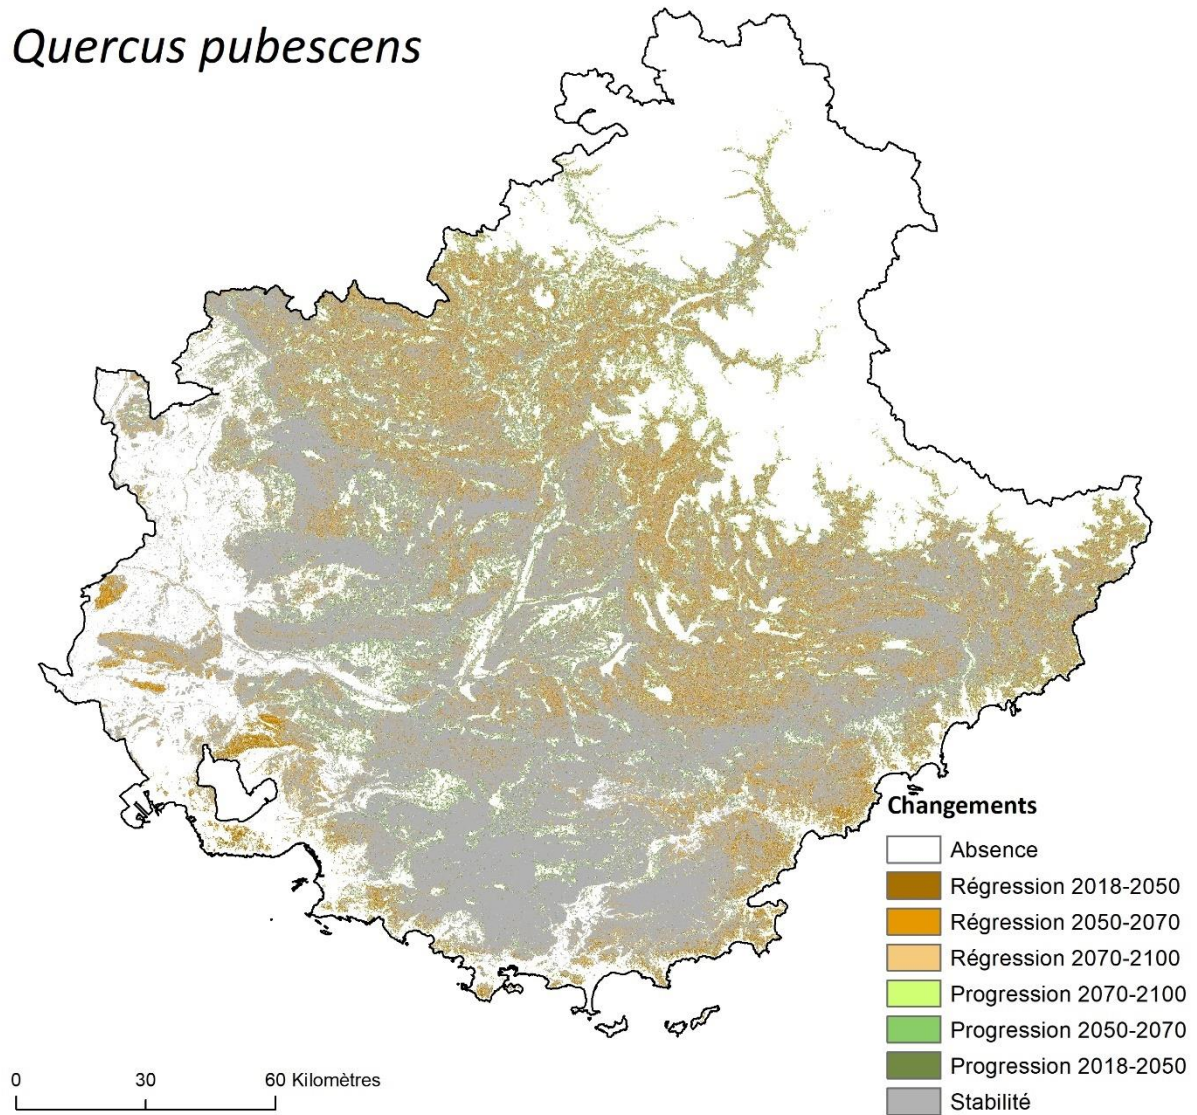 Quercus pubescens
Changements
Absence
Régression 2018-2050
Régression 2050-2070
Régression 2070-2100
Progression 2070-2100
Progression 2050-2070
Progression 2018-2050
Stabilité
0 30 60 Kilomètres